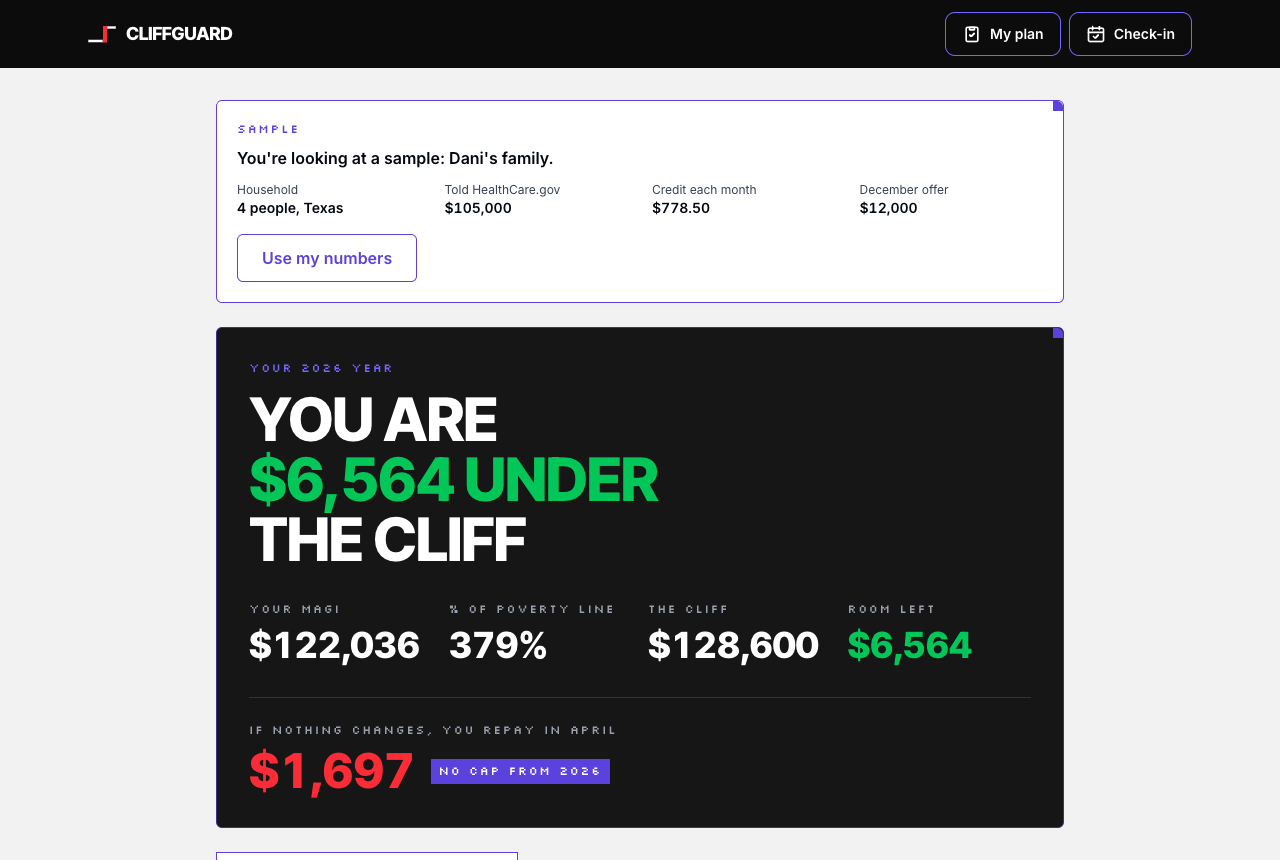 CLIFFGUARD
My plan
Check-in
SAMPLE
You're looking at a sample: Dani's family.
Household
Told HealthCare.gov
Credit each month
December offer
4 people, Texas
$105,000
$778.50
$12,000
Use my numbers
YOUR 2026 YEAR
YOU ARE
$6,564 UNDER
THE CLIFF
YOUR MAGI
% OF POVERTY LINE
THE CLIFF
ROOM LEFT
$122,036
379%
$128,600
$6,564
IF NOTHING CHANGES, YOU REPAY IN APRIL
$1,697
NO CAP FROM 2026